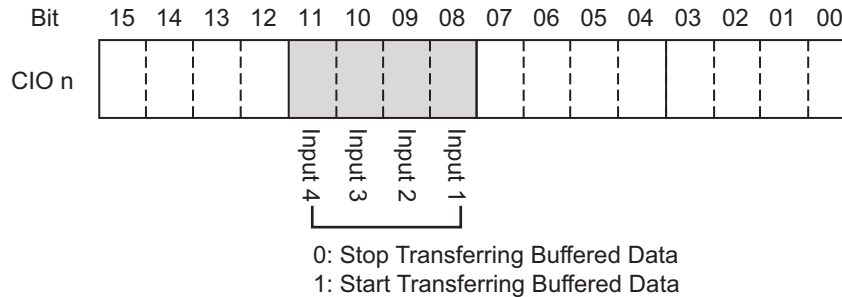 Bit 15 14 13 12 11 10 09 08 07 06 05 04 03 02 01 00
CIO n
Input 4
Input 3
Input 2
Input 1
0: Stop Transferring Buffered Data
1: Start Transferring Buffered Data